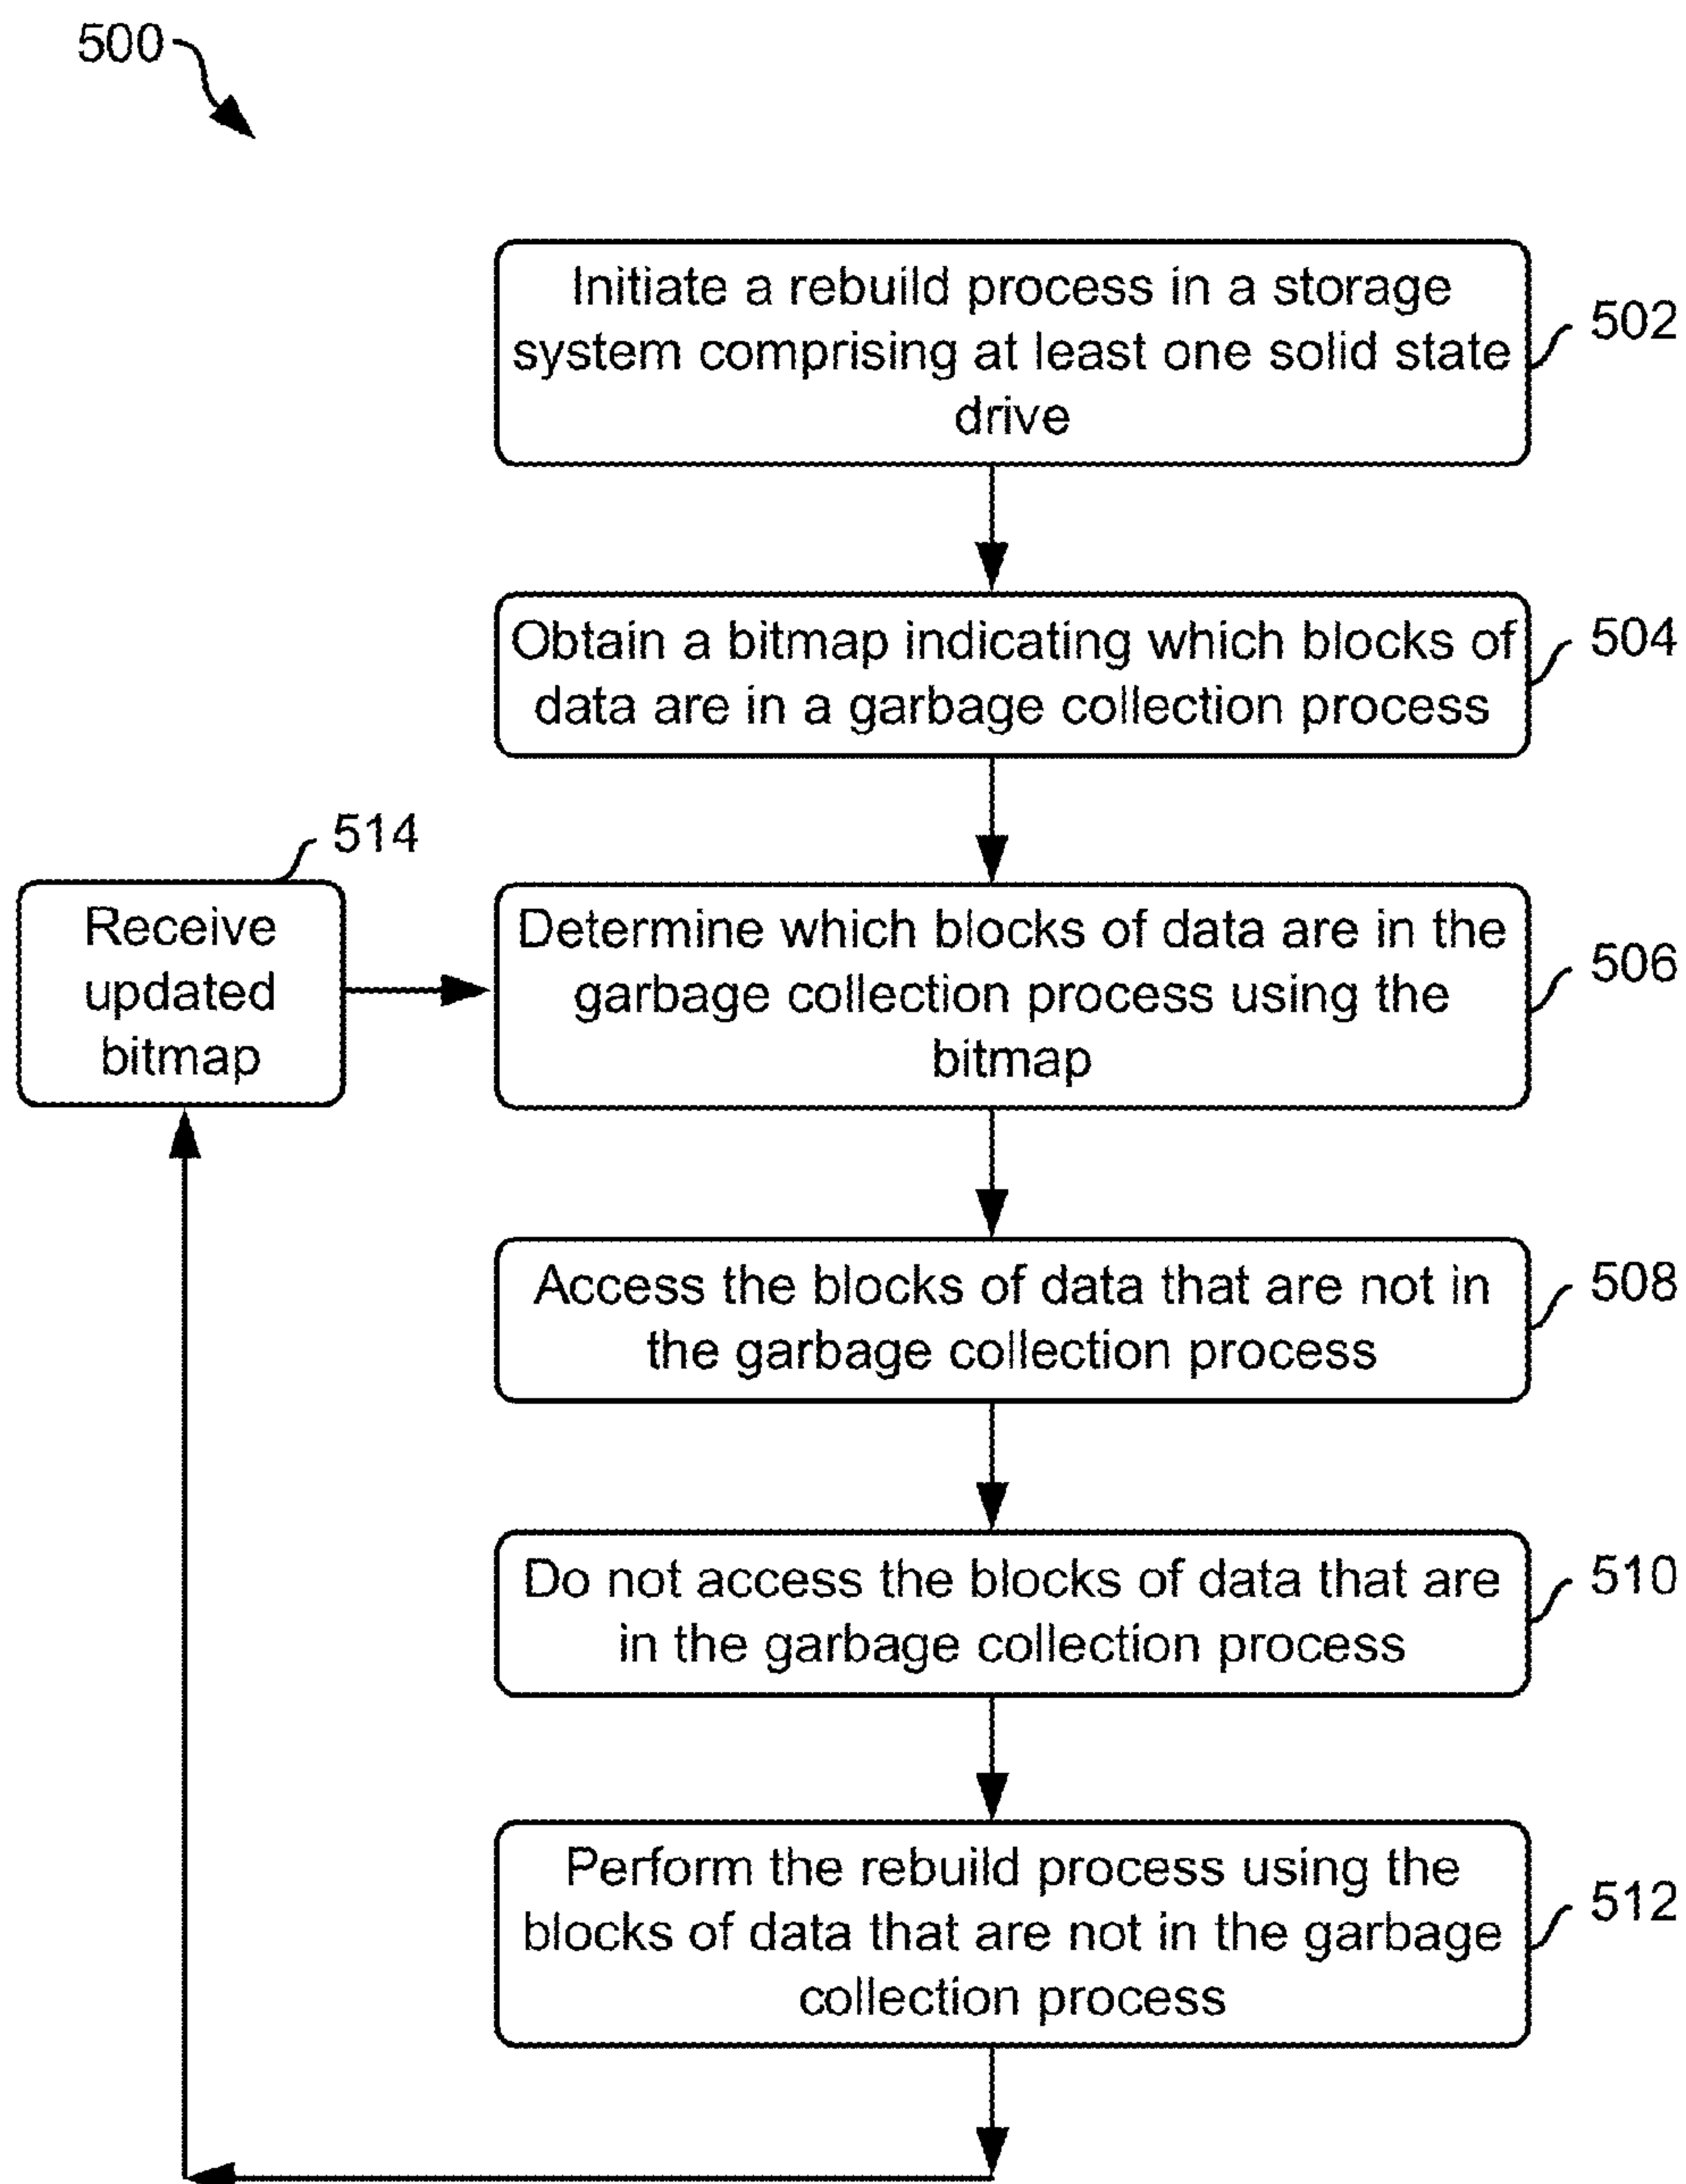 500
Initiate a rebuild process in a storage
system comprising at least one solid state
drive
502
Obtain a bitmap indicating which blocks of
data are in a garbage collection process
504
514
Receive
updated
bitmap
Determine which blocks of data are in the
garbage collection process using the
bitmap
506
Access the blocks of data that are not in
the garbage collection process
508
Do not access the blocks of data that are
in the garbage collection process
510
Perform the rebuild process using the
blocks of data that are not in the garbage
collection process
512